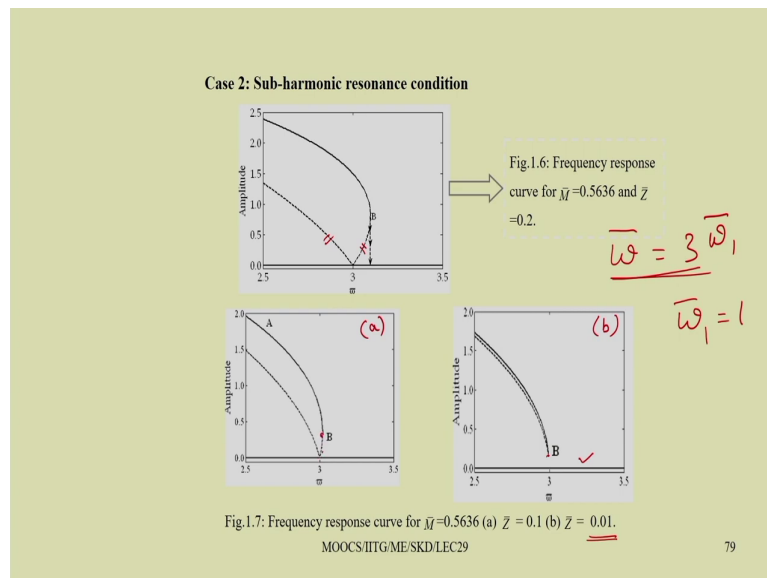 Case 2: Sub-harmonic resonance condition
2.5
2.0
1.5
1.0
0.5
0.0
2.5 3 3.5
Amplitude
ϖ
B
Fig.1.6: Frequency response
curve for M̄ =0.5636 and Z̄
=0.2.
ω̄ = 3 ω̄₁
ω̄₁ = 1
2.0
1.5
1.0
0.5
0.0
2.5 3 3.5
Amplitude
ϖ
A
B
(a)
2.0
1.5
1.0
0.5
0.0
2.5 3 3.5
Amplitude
ϖ
B ✓
(b)
Fig.1.7: Frequency response curve for M̄=0.5636 (a) Z̄ = 0.1 (b) Z̄ = 0.01.
MOOCS/IITG/ME/SKD/LEC29 79